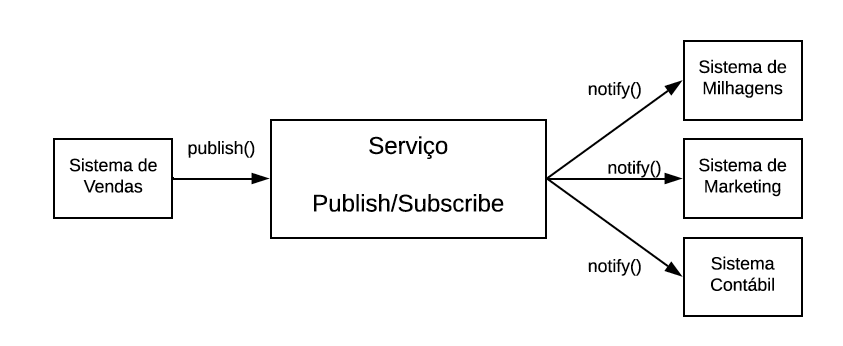 Sistema de
Vendas
publish()
Serviço
Publish/Subscribe
notify()
notify()
notify()
Sistema de
Milhagens
Sistema de
Marketing
Sistema
Contábil